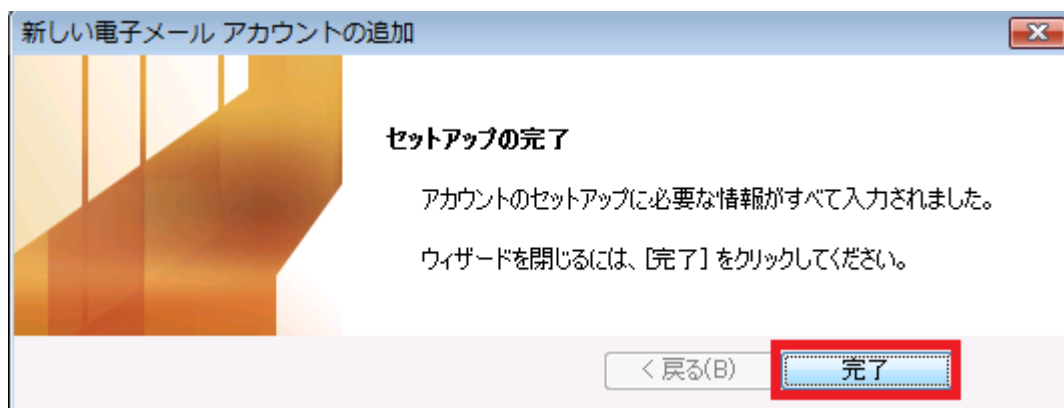 新しい電子メール アカウントの追加
セットアップの完了
アカウントのセットアップに必要な情報がすべて入力されました。
ウィザードを閉じるには、[完了] をクリックしてください。
< 戻る(B)
完了